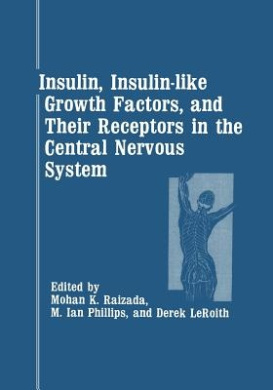 Insulin, Insulin-like
Growth Factors, and
Their Receptors in the
Central Nervous
System
Edited by
Mohan K. Raizada,
M. Ian Phillips, and Derek LeRoith